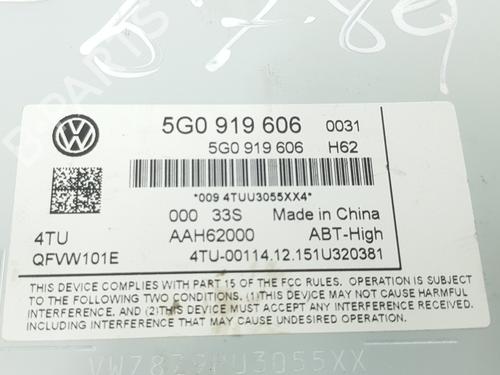 5G0 919 606 0031
5G0 919 606 H62
*009 4TUU3055XX4*
000 33S Made in China
4TU AAH62000 ABT-High
QFVW101E 4TU-00114.12.151U320381
THIS DEVICE COMPLIES WITH PART 15 OF THE FCC RULES. OPERATION IS SUBJECT
TO THE FOLLOWING TWO CONDITIONS. (1)THIS DEVICE MAY NOT CAUSE HARMFUL
INTERFERENCE, AND (2)THIS DEVICE MUST ACCEPT ANY INTERFERENCE THAT MAY
CAUSE UNDESIRED OPERATION.